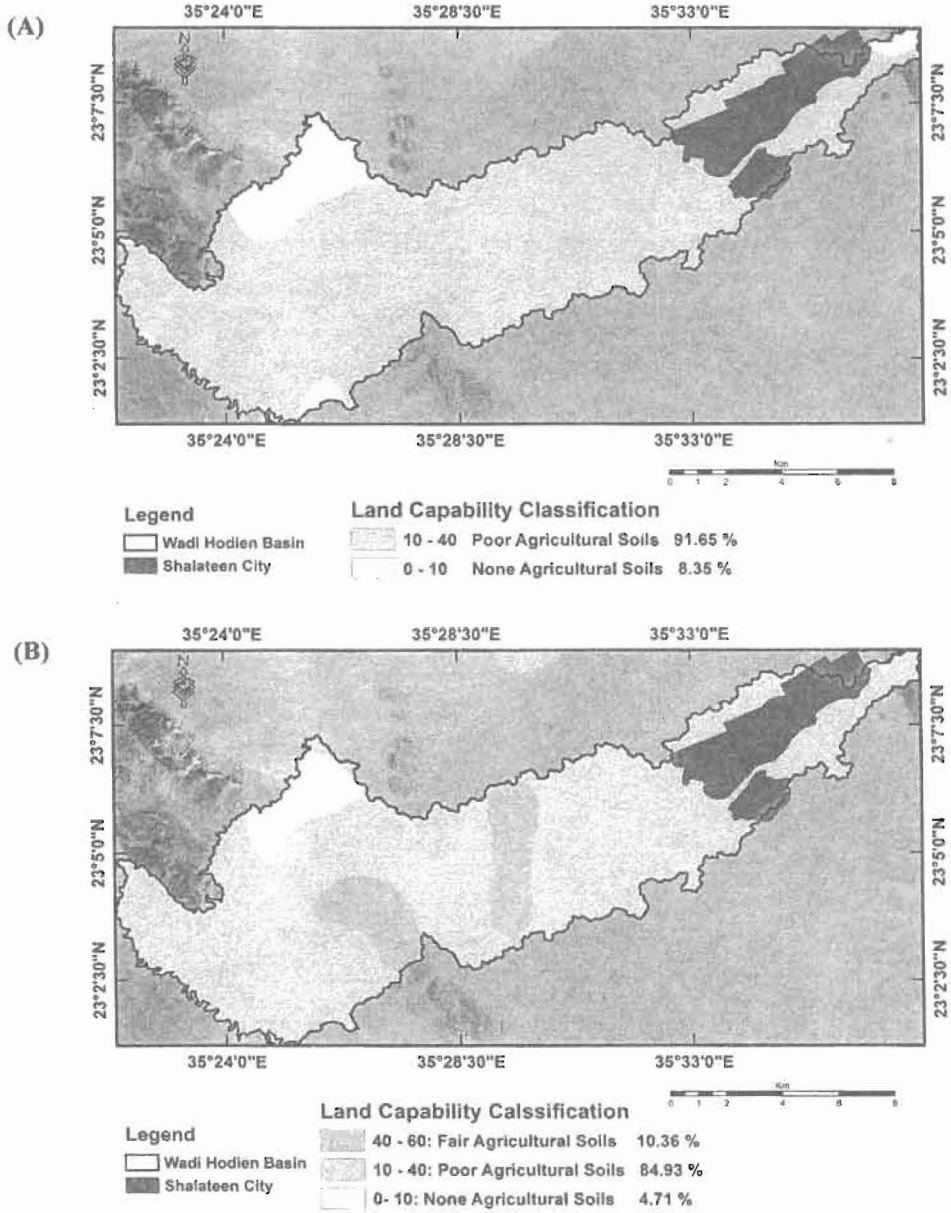 (A)
35°24'0"E 35°28'30"E 35°33'0"E
N
23°7'30"N 23°7'30"N
23°5'0"N 23°5'0"N
23°2'30"N 23°2'30"N
35°24'0"E 35°28'30"E 35°33'0"E
Km
0 1 2 4 6 8
Legend
Wadi Hodien Basin
Shalateen City
Land Capability Classification
10 - 40 Poor Agricultural Soils 91.65 %
0 - 10 None Agricultural Soils 8.35 %
(B)
35°24'0"E 35°28'30"E 35°33'0"E
N
23°7'30"N 23°7'30"N
23°5'0"N 23°5'0"N
23°2'30"N 23°2'30"N
35°24'0"E 35°28'30"E 35°33'0"E
Km
0 1 2 4 6 8
Legend
Wadi Hodien Basin
Shalateen City
Land Capability Calssification
40 - 60: Fair Agricultural Soils 10.36 %
10 - 40: Poor Agricultural Soils 84.93 %
0- 10: None Agricultural Soils 4.71 %